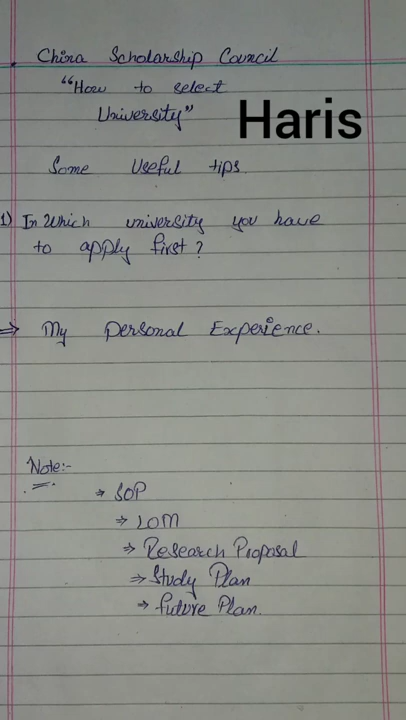 China Scholarship Council
"How to select
University"
Haris
Some Useful tips
1) In Which university you have
to apply first?
⇒ My Personal Experience.
Note:-
→ SOP
⇒ LOM
⇒ Research Proposal
⇒ Study Plan
→ Future Plan.